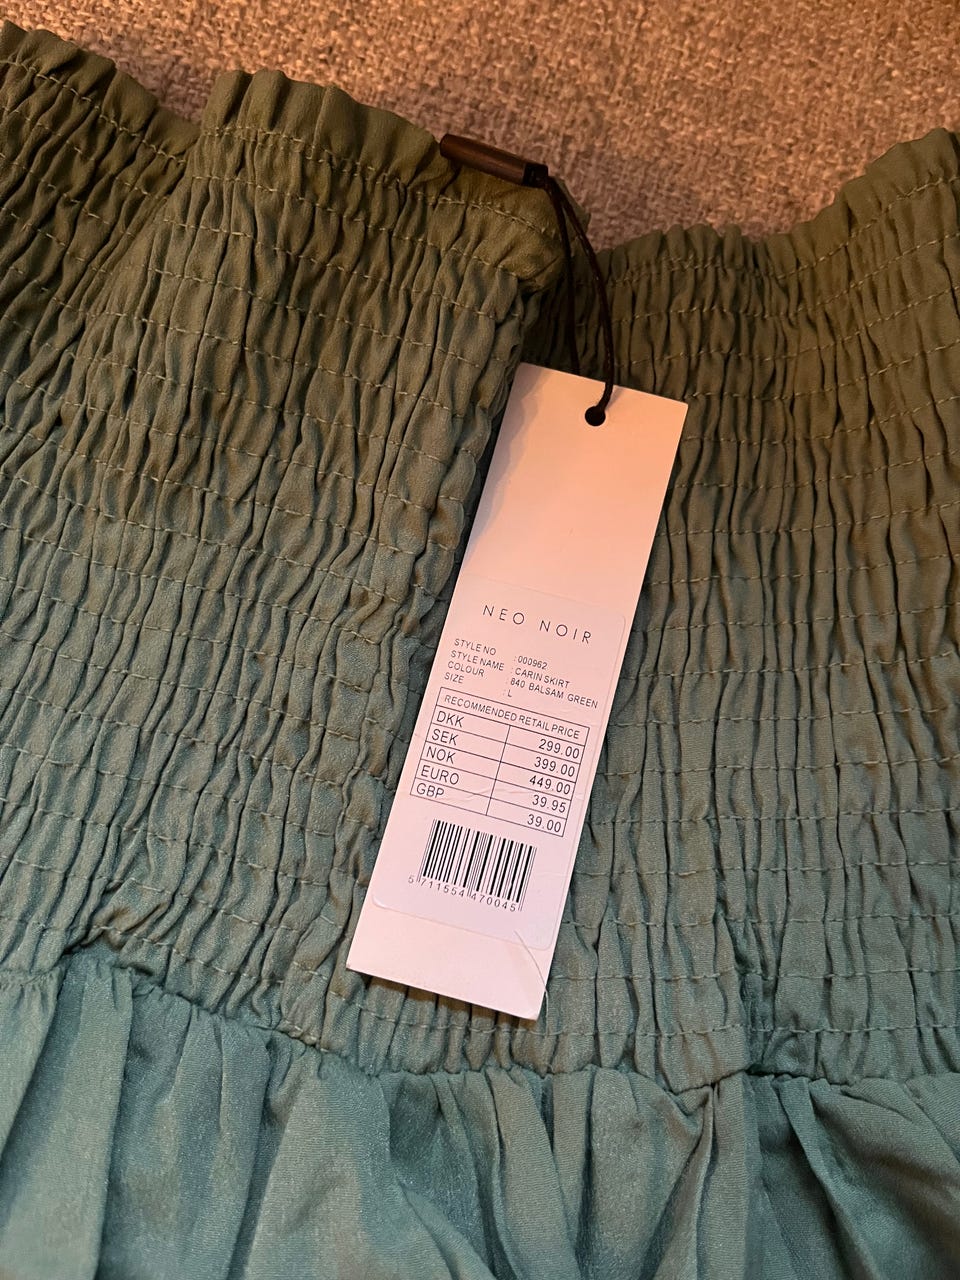 NEO NOIR
STYLE NO : 000962
STYLE NAME : CARIN SKIRT
COLOUR : 840 BALSAM GREEN
SIZE : L
RECOMMENDED RETAIL PRICE
DKK 299.00
SEK 399.00
NOK 449.00
EURO 39.95
GBP 39.00
5 711554 470045